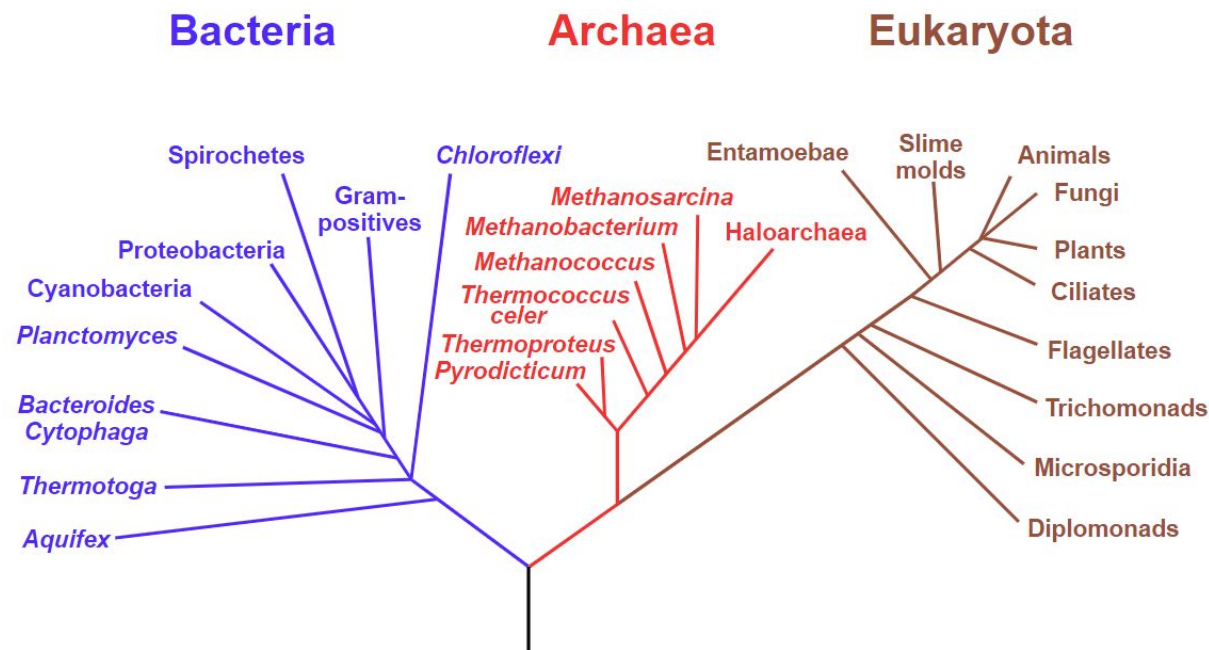 Bacteria
Archaea
Eukaryota
Spirochetes
Chloroflexi
Gram-
positives
Proteobacteria
Cyanobacteria
Planctomyces
Bacteroides
Cytophaga
Thermotoga
Aquifex
Methanosarcina
Methanobacterium
Haloarchaea
Methanococcus
Thermococcus
celer
Thermoproteus
Pyrodicticum
Entamoebae
Slime
molds
Animals
Fungi
Plants
Ciliates
Flagellates
Trichomonads
Microsporidia
Diplomonads